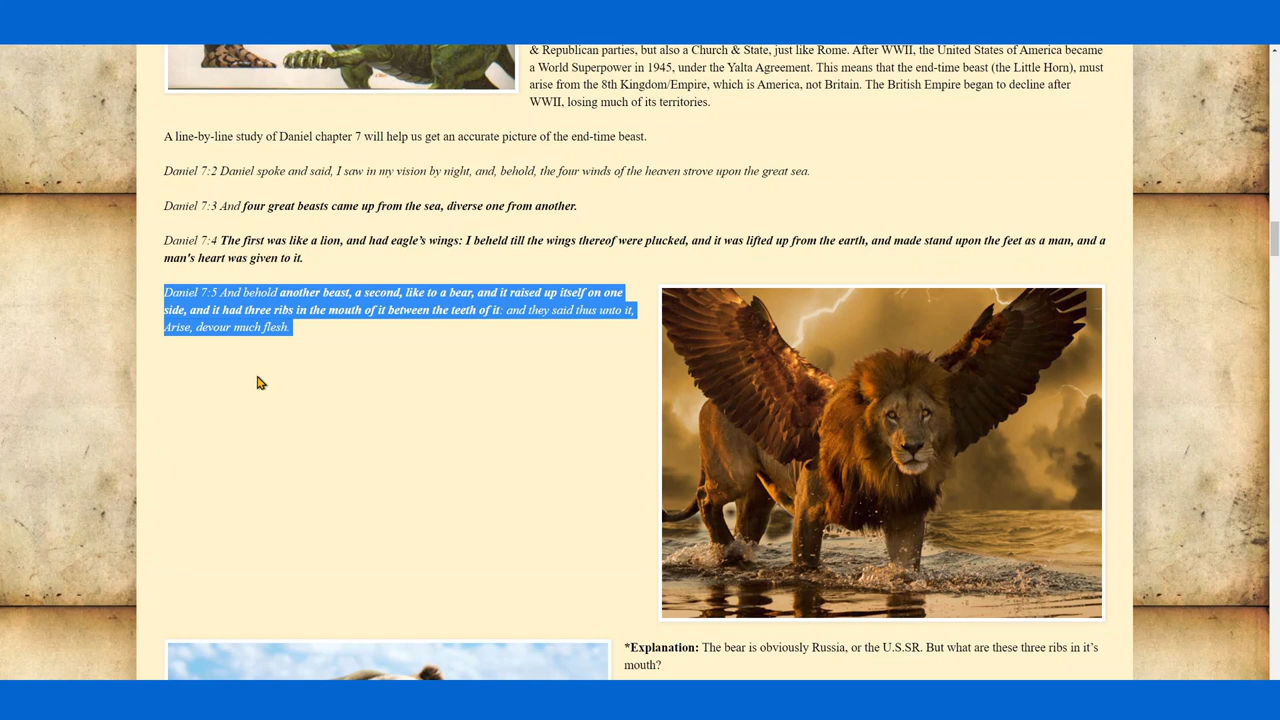 & Republican parties, but also a Church & State, just like Rome. After WWII, the United States of America became
a World Superpower in 1945, under the Yalta Agreement. This means that the end-time beast (the Little Horn), must
arise from the 8th Kingdom/Empire, which is America, not Britain. The British Empire began to decline after
WWII, losing much of its territories.
A line-by-line study of Daniel chapter 7 will help us get an accurate picture of the end-time beast.
Daniel 7:2 Daniel spoke and said, I saw in my vision by night, and, behold, the four winds of the heaven strove upon the great sea.
Daniel 7:3 And four great beasts came up from the sea, diverse one from another.
Daniel 7:4 The first was like a lion, and had eagle’s wings: I beheld till the wings thereof were plucked, and it was lifted up from the earth, and made stand upon the feet as a man, and a
man's heart was given to it.
Daniel 7:5 And behold another beast, a second, like to a bear, and it raised up itself on one
side, and it had three ribs in the mouth of it between the teeth of it: and they said thus unto it,
Arise, devour much flesh.
*Explanation: The bear is obviously Russia, or the U.S.SR. But what are these three ribs in it’s
mouth?